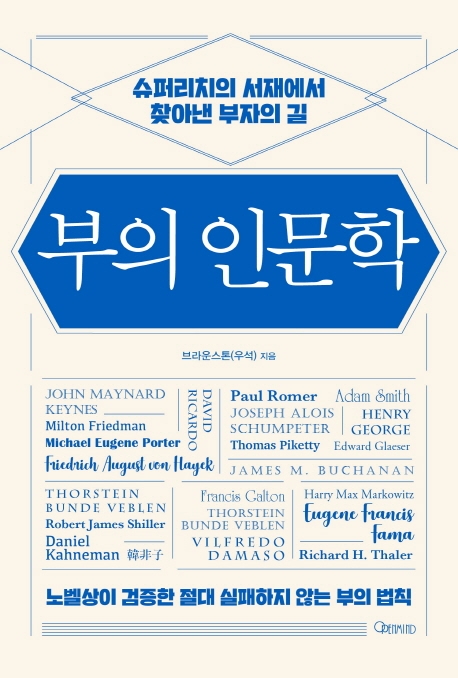 슈퍼리치의 서재에서
찾아낸 부자의 길
부의 인문학
브라운스톤(우석) 지음
JOHN MAYNARD
KEYNES
Milton Friedman
Michael Eugene Porter
Friedrich August von Hayek
DAVID
RICARDO
Paul Romer
Adam Smith
JOSEPH ALOIS
SCHUMPETER
HENRY
GEORGE
Thomas Piketty
Edward Glaeser
JAMES M. BUCHANAN
THORSTEIN
BUNDE VEBLEN
Robert James Shiller
Daniel
Kahneman 韓非子
Francis Galton
THORSTEIN
BUNDE VEBLEN
VILFREDO
DAMASO
Harry Max Markowitz
Eugene Francis
Fama
Richard H. Thaler
노벨상이 검증한 절대 실패하지 않는 부의 법칙
OPENMIND